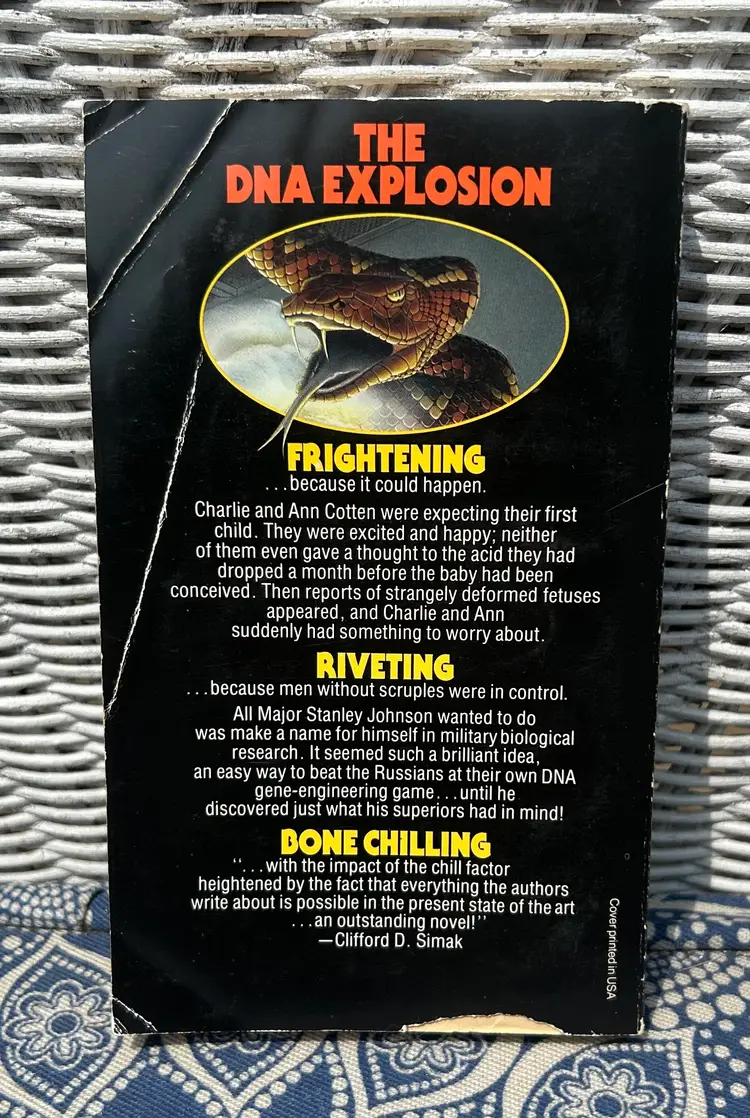 THE
DNA EXPLOSION
FRIGHTENING
...because it could happen.
Charlie and Ann Cotten were expecting their first
child. They were excited and happy; neither
of them even gave a thought to the acid they had
dropped a month before the baby had been
conceived. Then reports of strangely deformed fetuses
appeared, and Charlie and Ann
suddenly had something to worry about.
RIVETING
...because men without scruples were in control.
All Major Stanley Johnson wanted to do
was make a name for himself in military biological
research. It seemed such a brilliant idea,
an easy way to beat the Russians at their own DNA
gene-engineering game...until he
discovered just what his superiors had in mind!
BONE CHILLING
“...with the impact of the chill factor
heightened by the fact that everything the authors
write about is possible in the present state of the art
...an outstanding novel!”
—Clifford D. Simak
Cover printed in USA